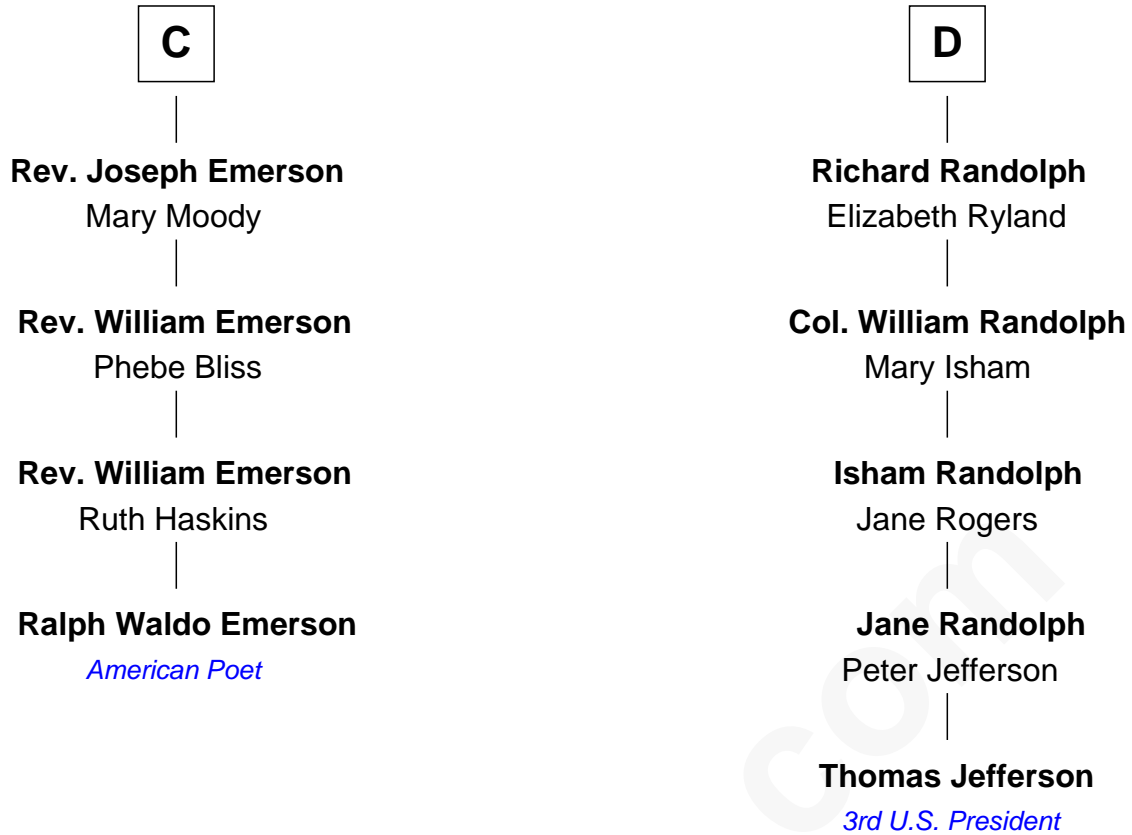 C
Rev. Joseph Emerson
Mary Moody
Rev. William Emerson
Phebe Bliss
Rev. William Emerson
Ruth Haskins
Ralph Waldo Emerson
American Poet
D
Richard Randolph
Elizabeth Ryland
Col. William Randolph
Mary Isham
Isham Randolph
Jane Rogers
Jane Randolph
Peter Jefferson
Thomas Jefferson
3rd U.S. President
com